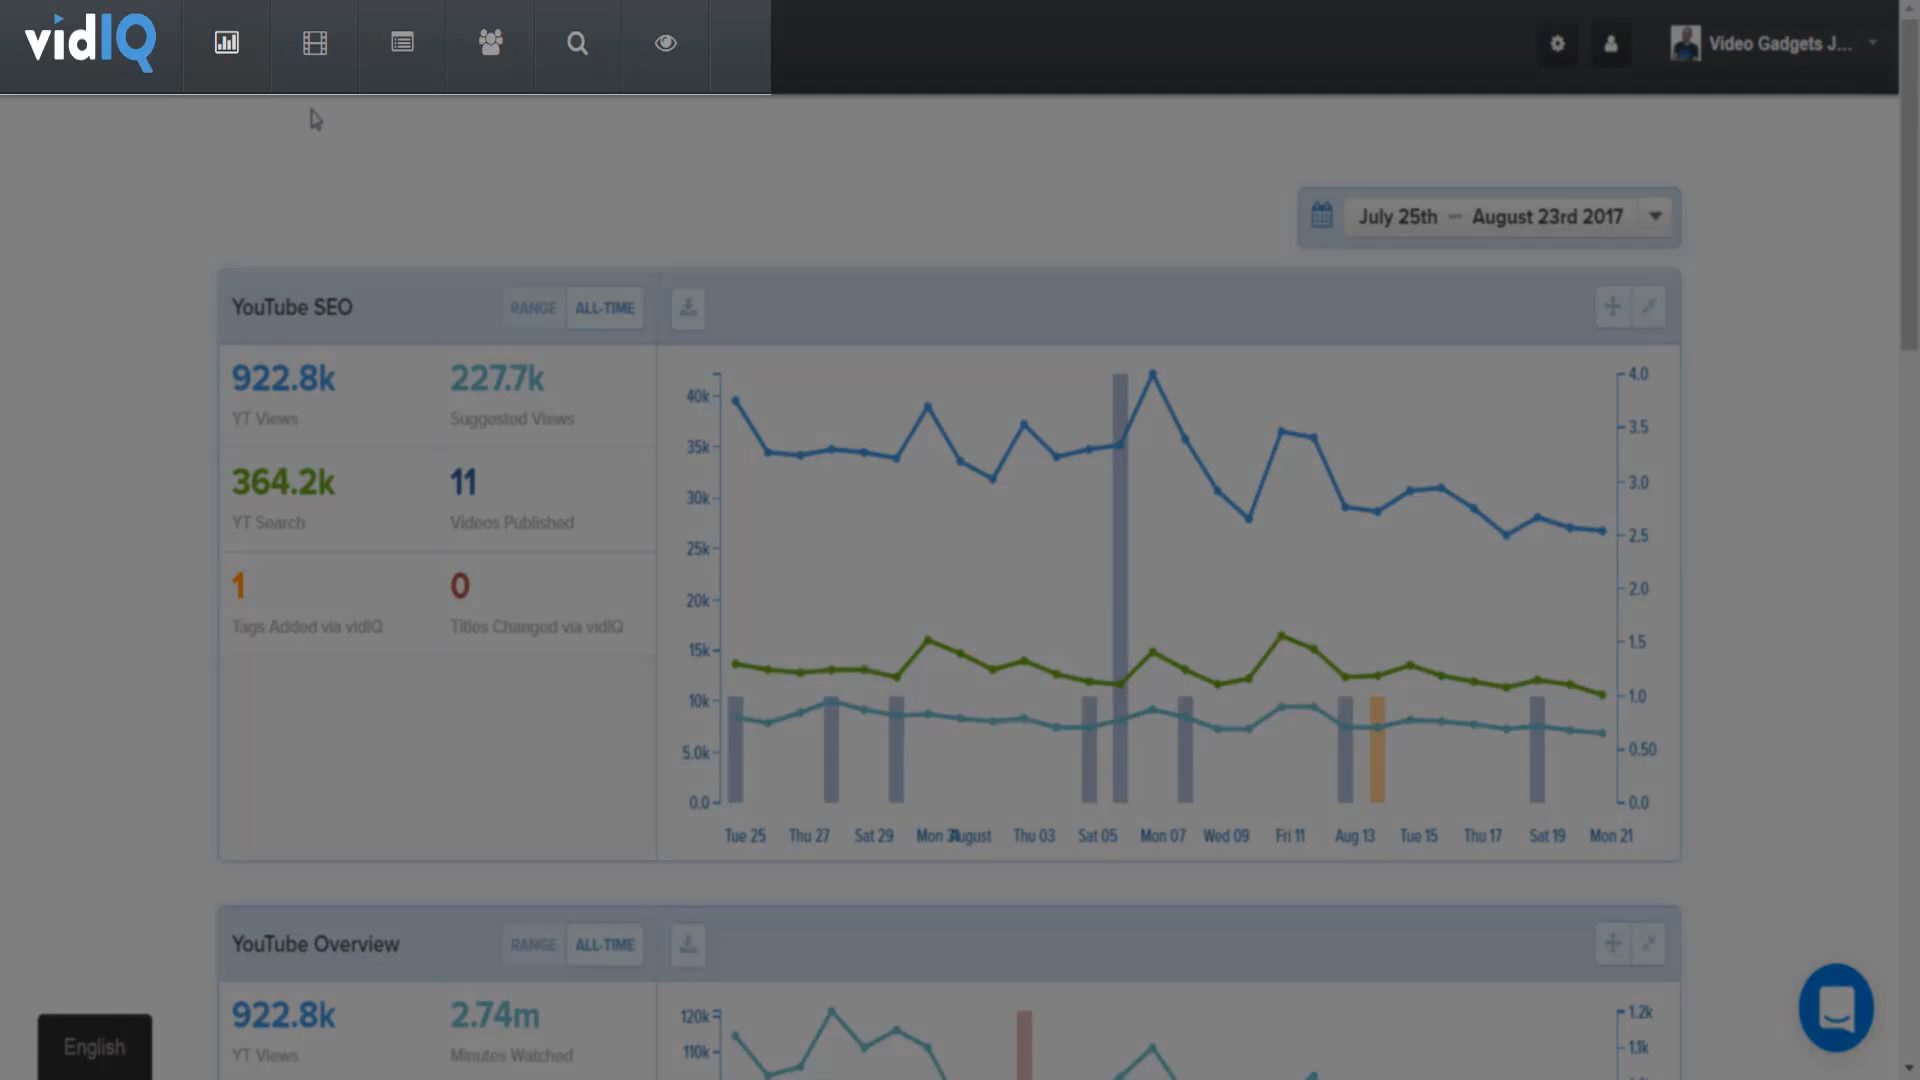 vidIQ
Video Gadgets J...
July 25th – August 23rd 2017
YouTube SEO RANGE ALL-TIME
922.8k 227.7k
YT Views Suggested Views
364.2k 11
YT Search Videos Published
1 0
Tags Added via vidIQ Titles Changed via vidIQ
40k
35k
30k
25k
20k
15k
10k
5.0k
0.0
4.0
3.5
3.0
2.5
2.0
1.5
1.0
0.50
0.0
Tue 25 Thu 27 Sat 29 Mon 31 August Thu 03 Sat 05 Mon 07 Wed 09 Fri 11 Aug 13 Tue 15 Thu 17 Sat 19 Mon 21
YouTube Overview RANGE ALL-TIME
922.8k 2.74m
YT Views Minutes Watched
120k
110k
1.2k
1.1k
English